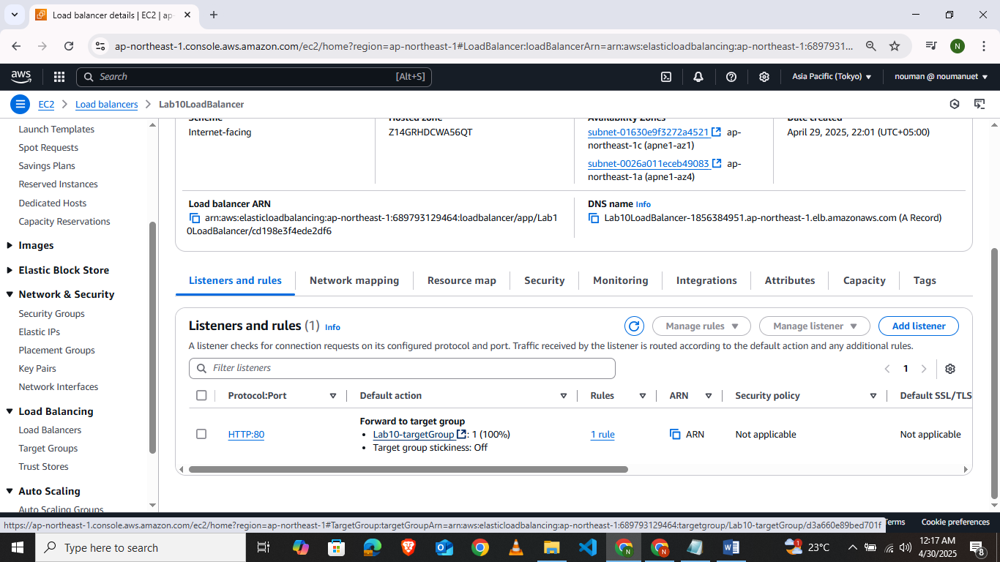 Load balancer details | EC2 | ap-
ap-northeast-1.console.aws.amazon.com/ec2/home?region=ap-northeast-1#LoadBalancer:loadBalancerArn=arn:aws:elasticloadbalancing:ap-northeast-1:6897931...
N
aws
Search [Alt+S]
Asia Pacific (Tokyo)
nouman @ noumanuet
EC2 > Load balancers > Lab10LoadBalancer
Launch Templates
Spot Requests
Savings Plans
Reserved Instances
Dedicated Hosts
Capacity Reservations
Images
Elastic Block Store
Network & Security
Security Groups
Elastic IPs
Placement Groups
Key Pairs
Network Interfaces
Load Balancing
Load Balancers
Target Groups
Trust Stores
Auto Scaling
Auto Scaling Groups
Scheme
Internet-facing
Hosted zone
Z14GRHDCWA56QT
Availability Zones
subnet-01630e9f3272a4521 ap-
northeast-1c (apne1-az1)
subnet-0026a011eceb49083 ap-
northeast-1a (apne1-az4)
Date created
April 29, 2025, 22:01 (UTC+05:00)
Load balancer ARN
arn:aws:elasticloadbalancing:ap-northeast-1:689793129464:loadbalancer/app/Lab1
0LoadBalancer/cd198e3f4ede2df6
DNS name Info
Lab10LoadBalancer-1856384951.ap-northeast-1.elb.amazonaws.com (A Record)
Listeners and rules
Network mapping
Resource map
Security
Monitoring
Integrations
Attributes
Capacity
Tags
Listeners and rules (1) Info
Manage rules
Manage listener
Add listener
A listener checks for connection requests on its configured protocol and port. Traffic received by the listener is routed according to the default action and any additional rules.
Filter listeners
1
Protocol:Port
Default action
Rules
ARN
Security policy
Default SSL/TLS
HTTP:80
Forward to target group
• Lab10-targetGroup : 1 (100%)
• Target group stickiness: Off
1 rule
ARN
Not applicable
Not applicable
https://ap-northeast-1.console.aws.amazon.com/ec2/home?region=ap-northeast-1#TargetGroup:targetGroupArn=arn:aws:elasticloadbalancing:ap-northeast-1:689793129464:targetgroup/Lab10-targetGroup/d3a660e89bed701f
Terms
Cookie preferences
Type here to search
1
23°C
12:17 AM
4/30/2025
8